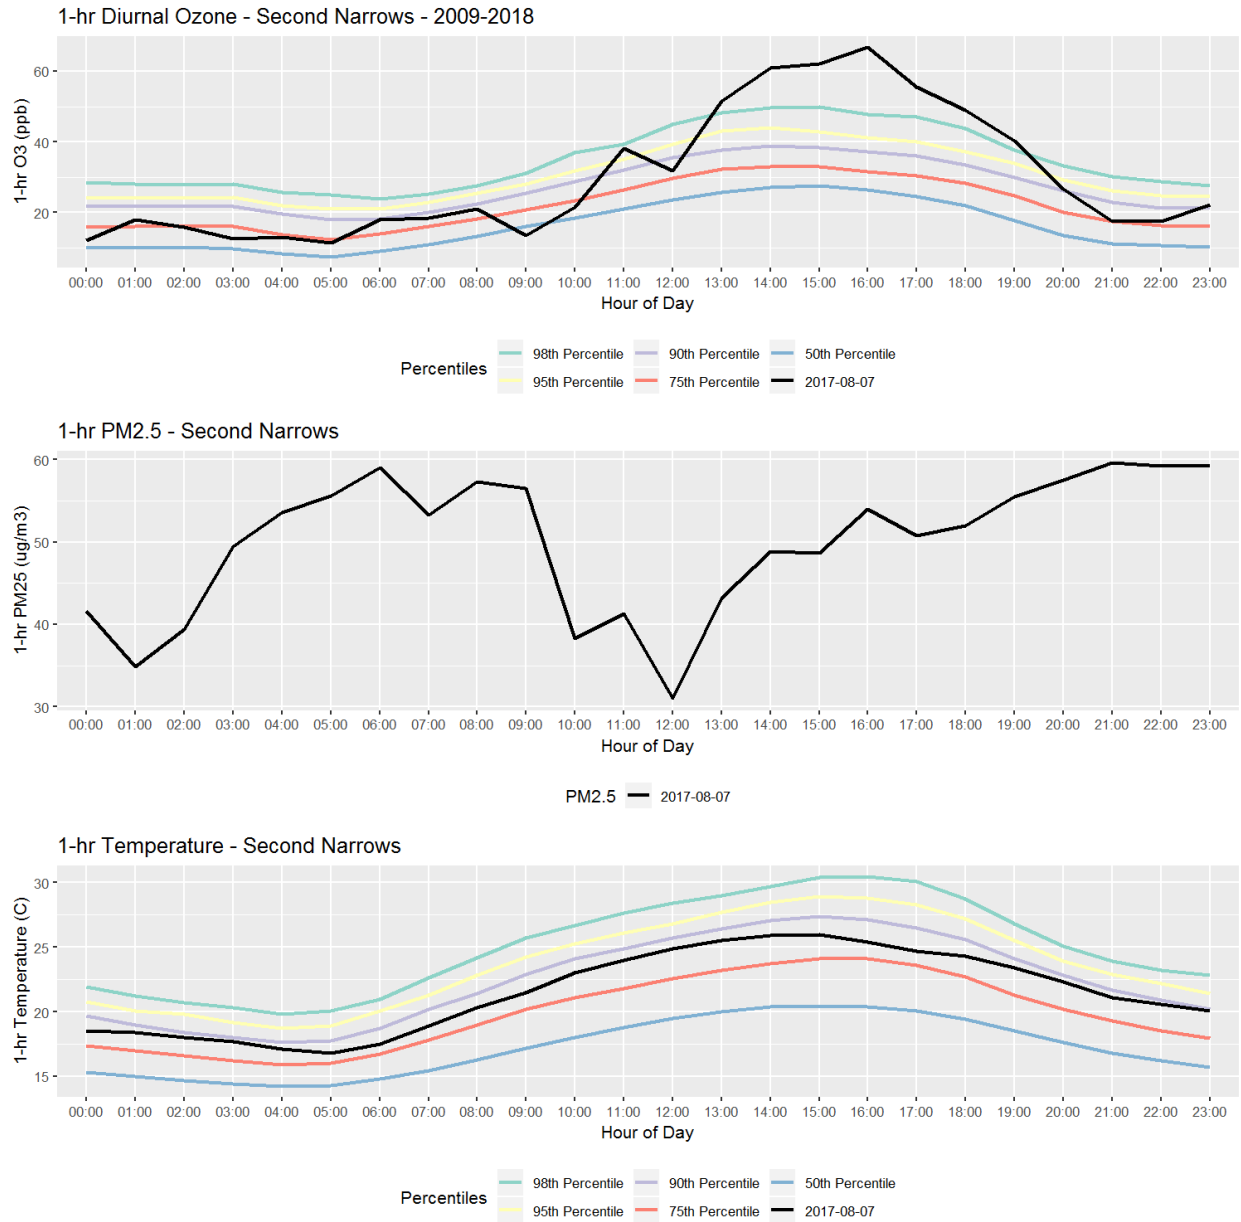 1-hr Diurnal Ozone - Second Narrows - 2009-2018
1-hr O3 (ppb)
60
40
20
00:00 01:00 02:00 03:00 04:00 05:00 06:00 07:00 08:00 09:00 10:00 11:00 12:00 13:00 14:00 15:00 16:00 17:00 18:00 19:00 20:00 21:00 22:00 23:00
Hour of Day
Percentiles
98th Percentile 90th Percentile 50th Percentile
95th Percentile 75th Percentile 2017-08-07
1-hr PM2.5 - Second Narrows
1-hr PM25 (ug/m3)
60
50
40
30
00:00 01:00 02:00 03:00 04:00 05:00 06:00 07:00 08:00 09:00 10:00 11:00 12:00 13:00 14:00 15:00 16:00 17:00 18:00 19:00 20:00 21:00 22:00 23:00
Hour of Day
PM2.5 2017-08-07
1-hr Temperature - Second Narrows
1-hr Temperature (C)
30
25
20
15
00:00 01:00 02:00 03:00 04:00 05:00 06:00 07:00 08:00 09:00 10:00 11:00 12:00 13:00 14:00 15:00 16:00 17:00 18:00 19:00 20:00 21:00 22:00 23:00
Hour of Day
Percentiles
98th Percentile 90th Percentile 50th Percentile
95th Percentile 75th Percentile 2017-08-07